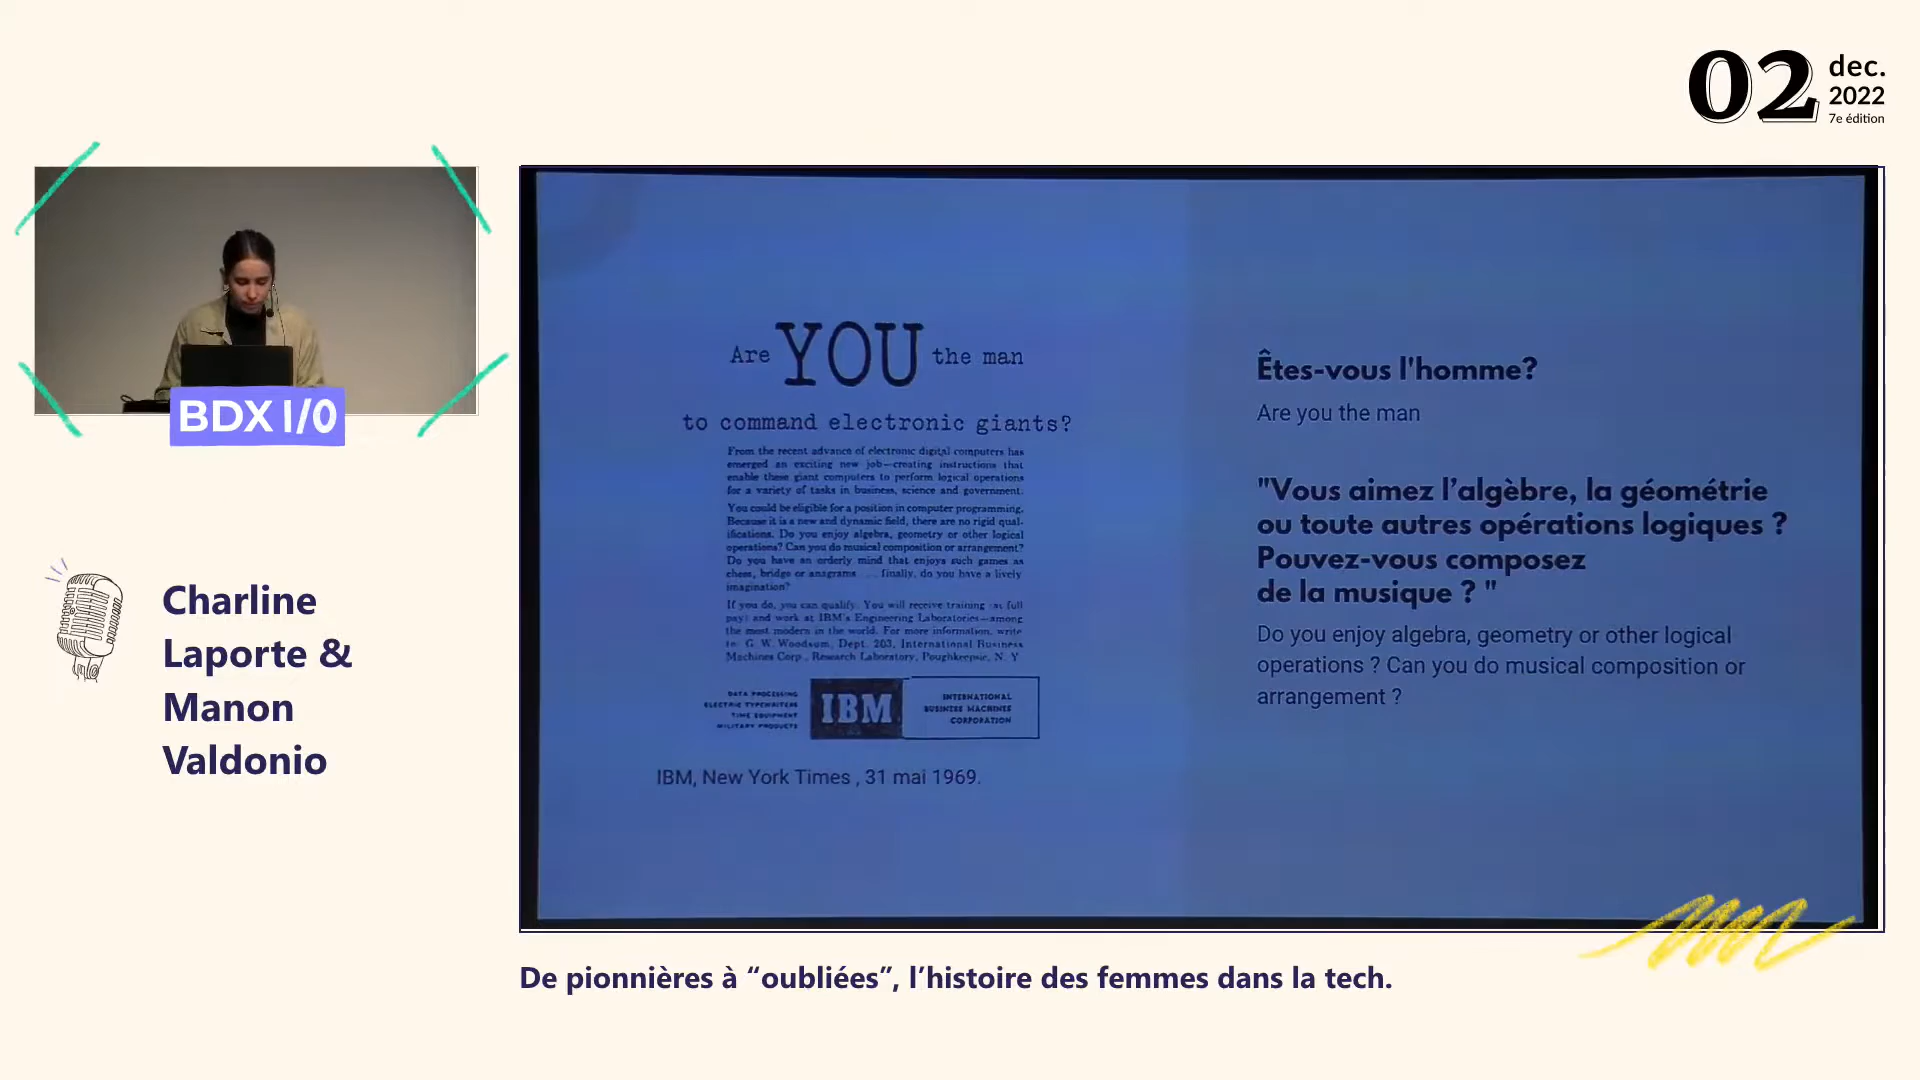 02
dec.
2022
7e édition
BDX I/O
Charline
Laporte &
Manon
Valdonio
Are YOU the man
to command electronic giants?
From the recent advance of electronic digital computers has
emerged an exciting new job—creating instructions that
enable these giant computers to perform logical operations
for a variety of tasks in business, science and government.
You could be eligible for a position in computer programming.
Because it is a new and dynamic field, there are no rigid qual-
ifications. Do you enjoy algebra, geometry or other logical
operations? Can you do musical composition or arrangement?
Do you have an orderly mind that enjoys such games as
chess, bridge or anagrams ... finally, do you have a lively
imagination?
If you do, you can qualify. You will receive training (at full
pay) and work at IBM's Engineering Laboratories—among
the most modern in the world. For more information, write
to: G. W. Woodsum, Dept. 203, International Business
Machines Corp., Research Laboratory, Poughkeepsie, N. Y.
DATA PROCESSING
ELECTRIC TYPEWRITERS
TIME EQUIPMENT
MILITARY PRODUCTS
IBM
INTERNATIONAL
BUSINESS MACHINES
CORPORATION
IBM, New York Times , 31 mai 1969.
Êtes-vous l'homme?
Are you the man
"Vous aimez l’algèbre, la géométrie
ou toute autres opérations logiques ?
Pouvez-vous composez
de la musique ? "
Do you enjoy algebra, geometry or other logical
operations ? Can you do musical composition or
arrangement ?
De pionnières à “oubliées”, l’histoire des femmes dans la tech.